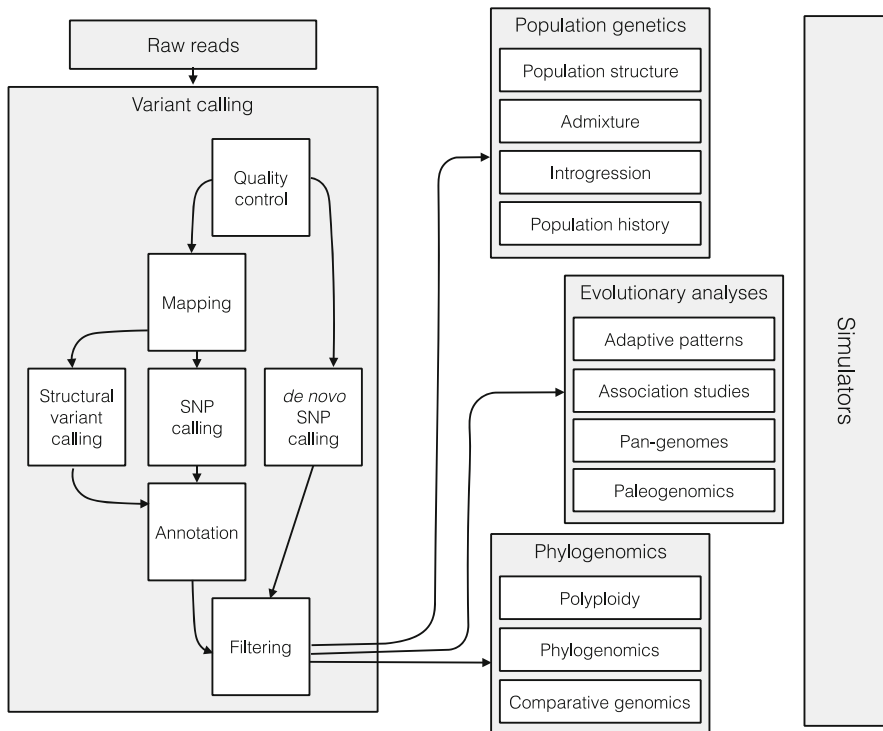 Raw reads
Variant calling
Quality
control
Mapping
Structural
variant
calling
SNP
calling
de novo
SNP
calling
Annotation
Filtering
Population genetics
Population structure
Admixture
Introgression
Population history
Evolutionary analyses
Adaptive patterns
Association studies
Pan-genomes
Paleogenomics
Phylogenomics
Polyploidy
Phylogenomics
Comparative genomics
Simulators